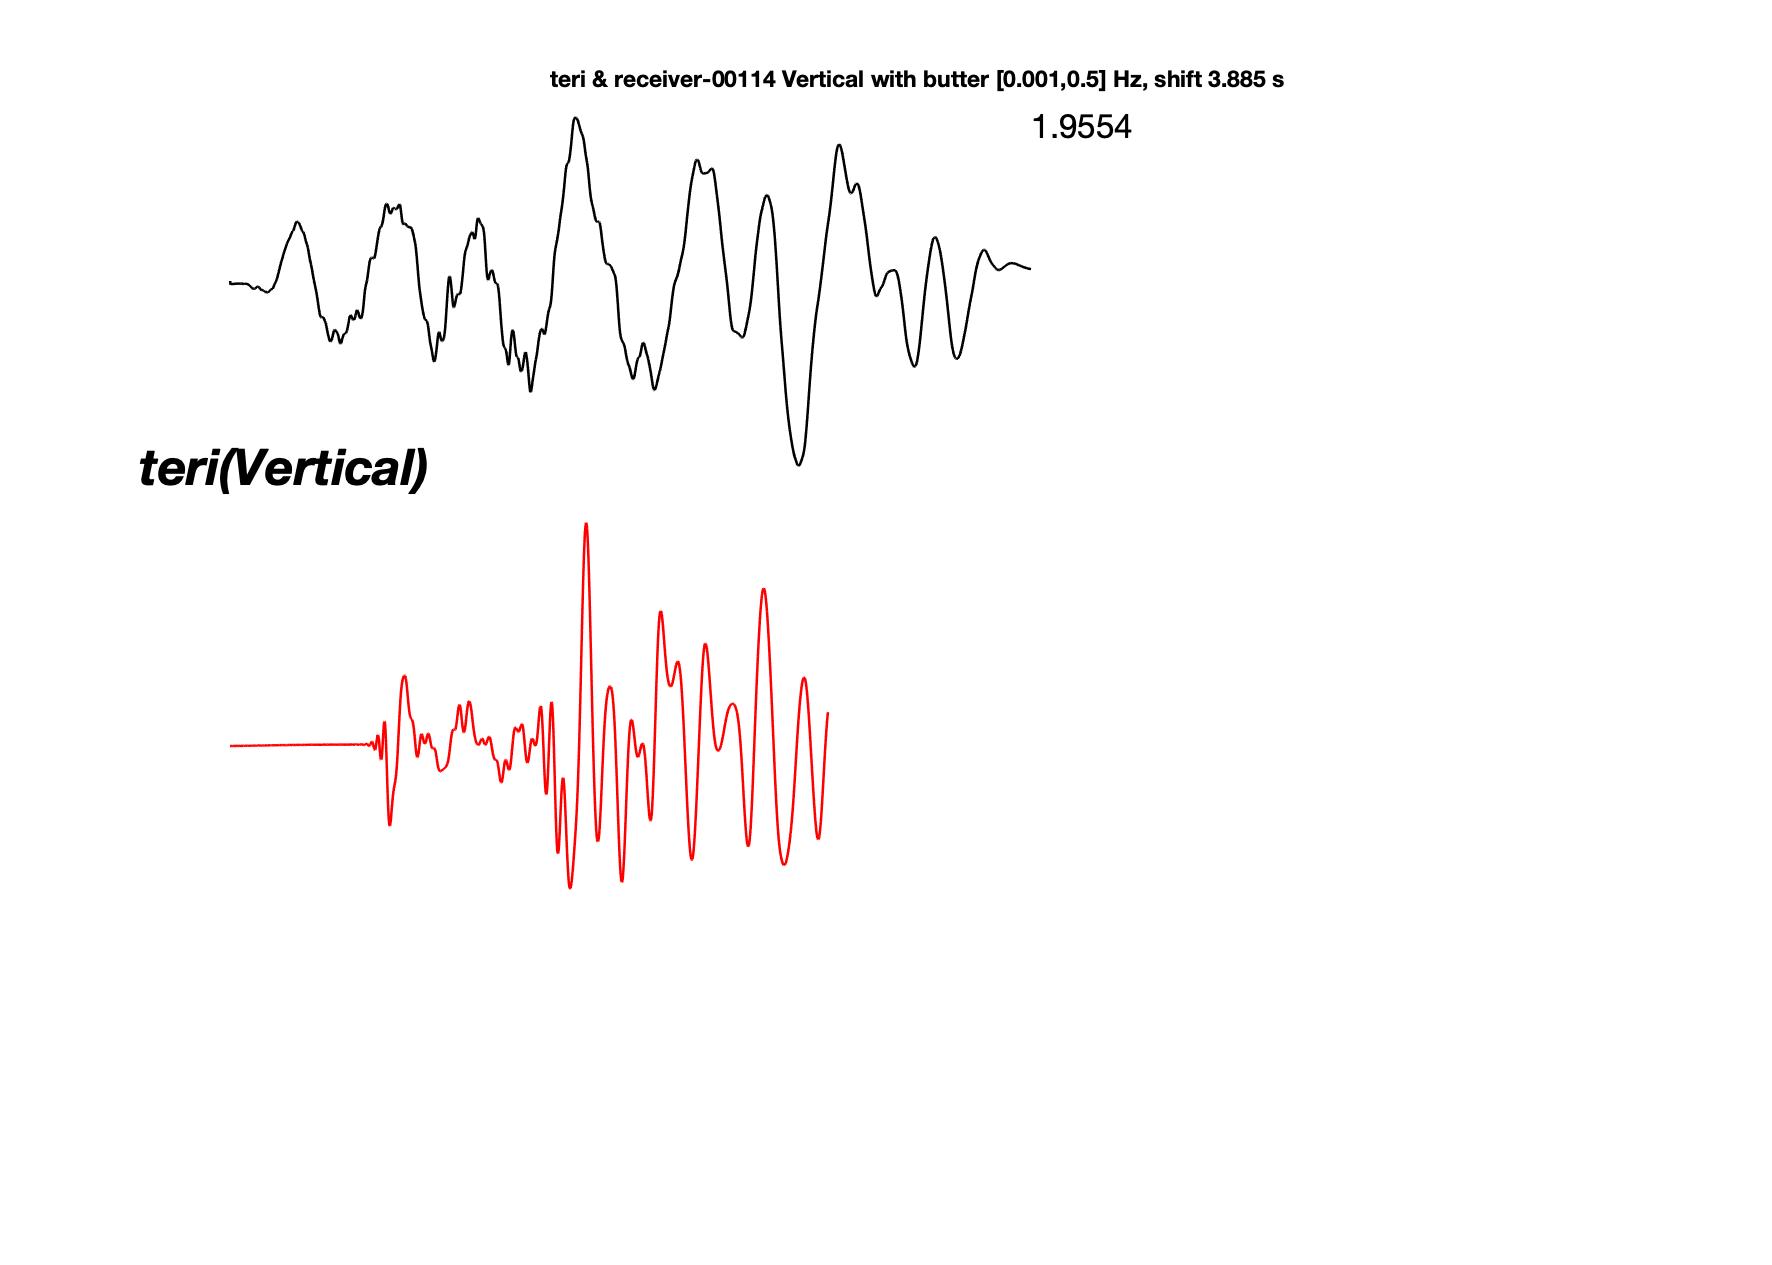 teri & receiver-00114 Vertical with butter [0.001,0.5] Hz, shift 3.885 s
1.9554
teri(Vertical)